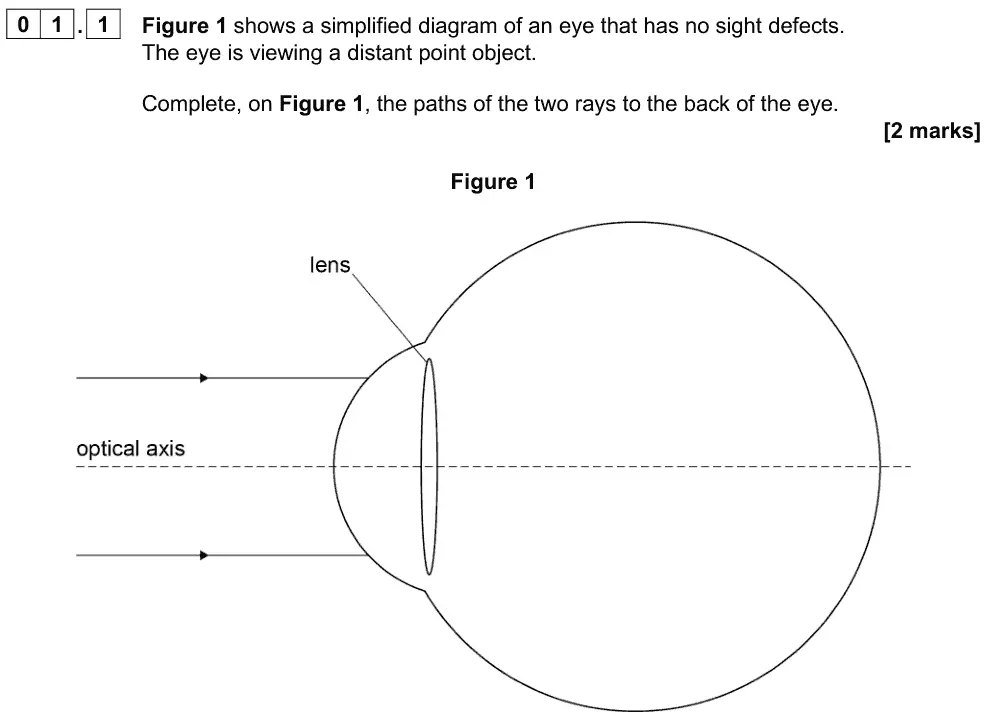 0 1 . 1 Figure 1 shows a simplified diagram of an eye that has no sight defects.
The eye is viewing a distant point object.
Complete, on Figure 1, the paths of the two rays to the back of the eye.
[2 marks]
Figure 1
lens
optical axis